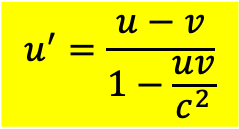 u′ = (u − v) / (1 − uv/c²)